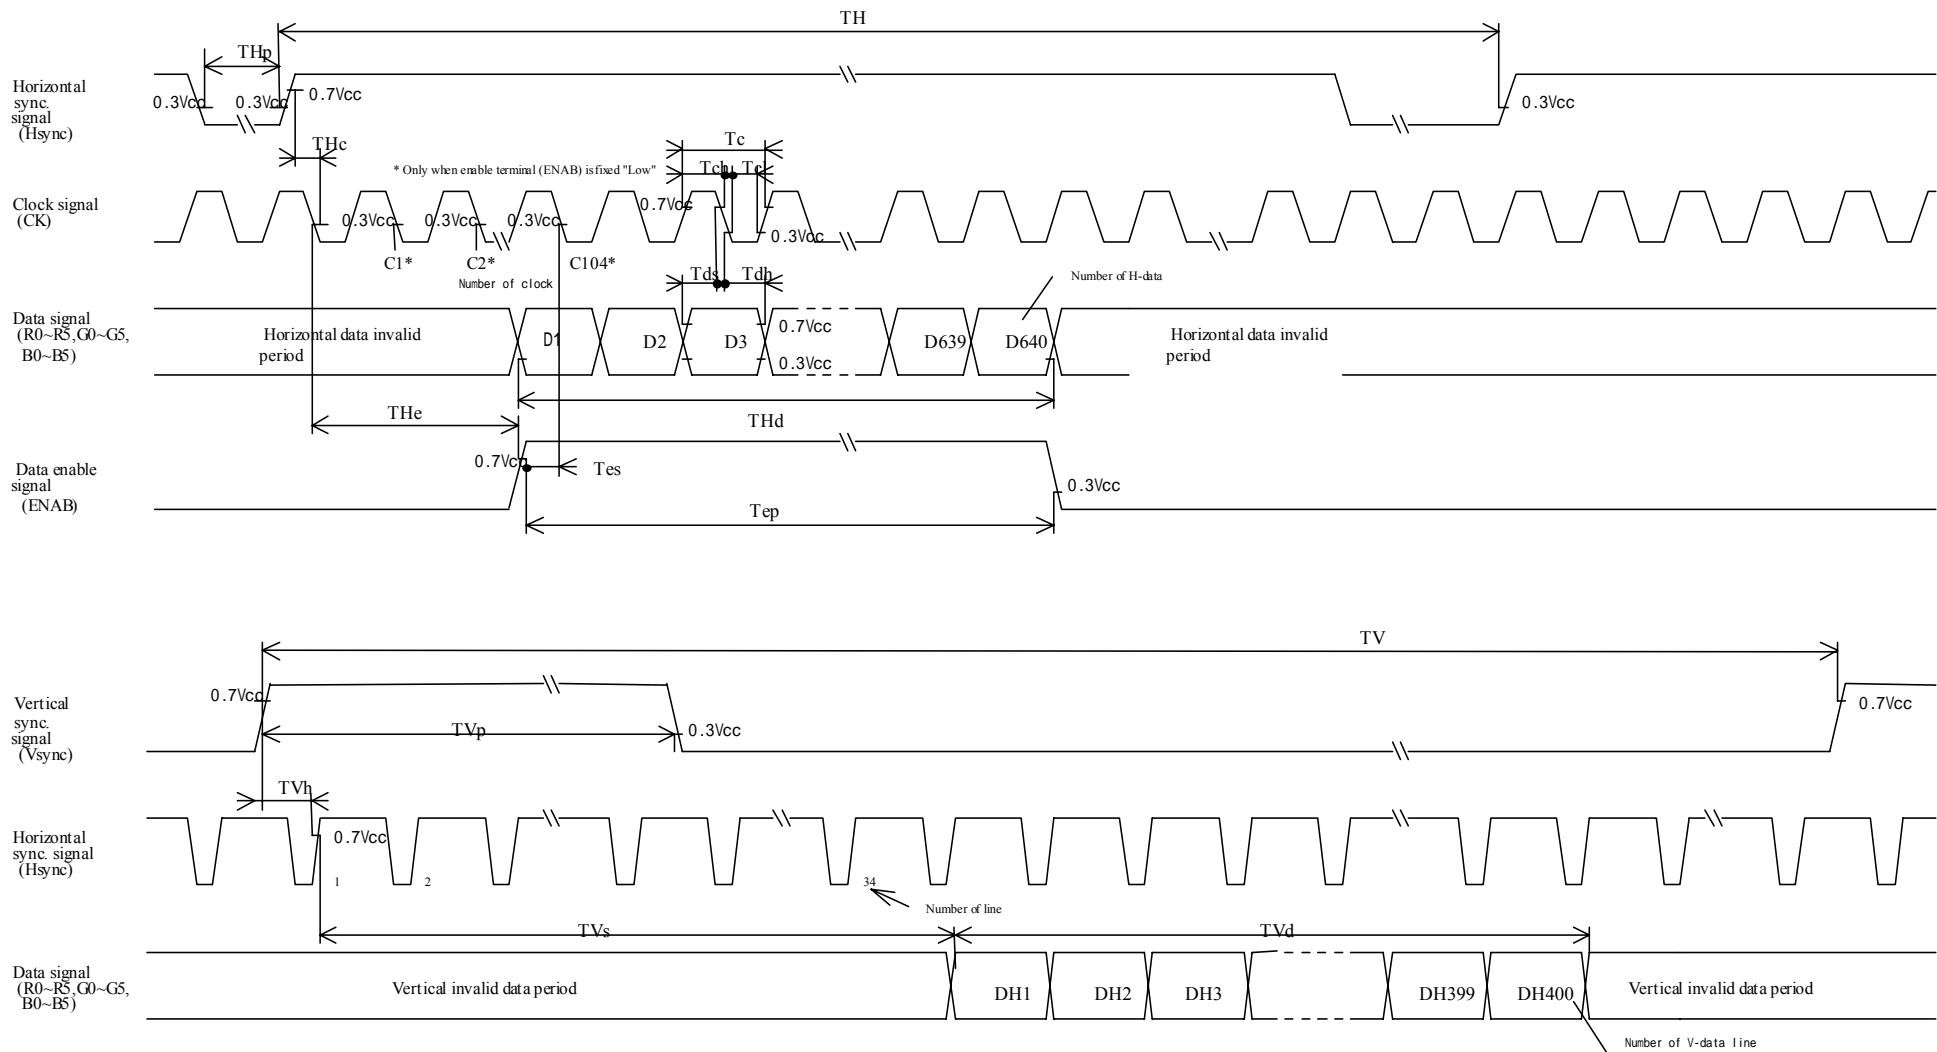 TH
THp
Horizontal
sync.
signal
(Hsync)
0.3Vcc
0.3Vcc
0.7Vcc
0.3Vcc
THc
Tc
* Only when enable terminal (ENAB) is fixed "Low"
Tch
Tcl
Clock signal
(CK)
0.7Vcc
0.3Vcc
0.3Vcc
0.3Vcc
0.3Vcc
C1*
C2*
C104*
Number of clock
Tds
Tdh
Number of H-data
Data signal
(R0~R5,G0~G5,
B0~B5)
Horizontal data invalid
period
D1
D2
D3
0.7Vcc
0.3Vcc
D639
D640
Horizontal data invalid
period
THe
THd
Data enable
signal
(ENAB)
0.7Vcc
Tes
0.3Vcc
Tep
TV
Vertical
sync.
signal
(Vsync)
0.7Vcc
TVp
0.3Vcc
0.7Vcc
TVh
Horizontal
sync. signal
(Hsync)
0.7Vcc
1
2
34
Number of line
TVs
TVd
Data signal
(R0~R5,G0~G5,
B0~B5)
Vertical invalid data period
DH1
DH2
DH3
DH399
DH400
Vertical invalid data period
Number of V-data line